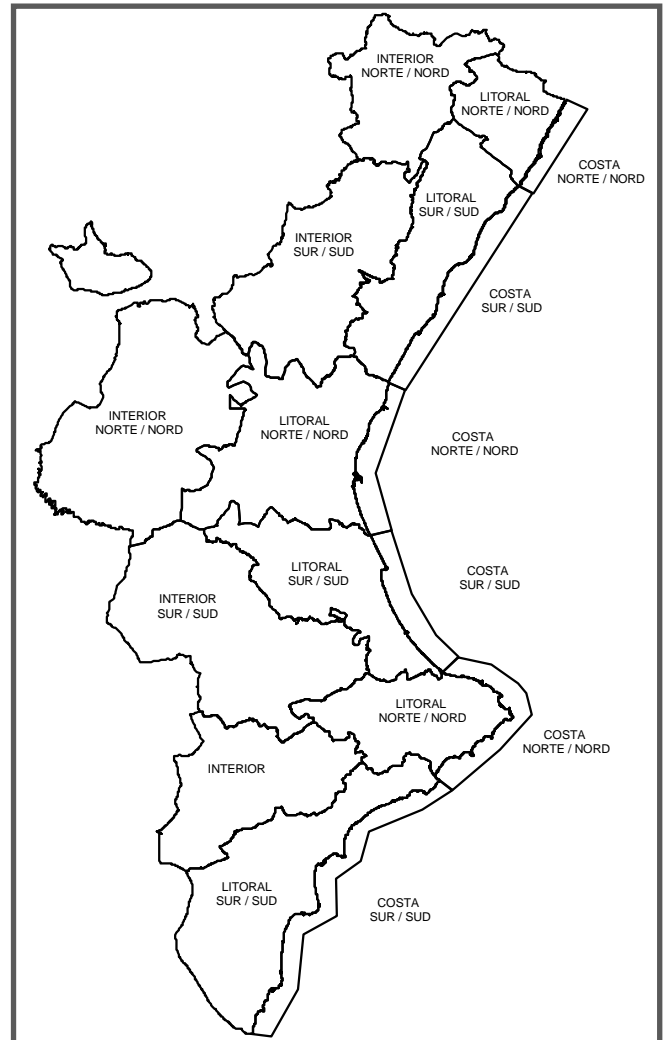 INTERIOR
NORTE / NORD
LITORAL
NORTE / NORD
COSTA
NORTE / NORD
LITORAL
SUR / SUD
INTERIOR
SUR / SUD
COSTA
SUR / SUD
INTERIOR
NORTE / NORD
LITORAL
NORTE / NORD
COSTA
NORTE / NORD
LITORAL
SUR / SUD
COSTA
SUR / SUD
INTERIOR
SUR / SUD
LITORAL
NORTE / NORD
COSTA
NORTE / NORD
INTERIOR
LITORAL
SUR / SUD
COSTA
SUR / SUD